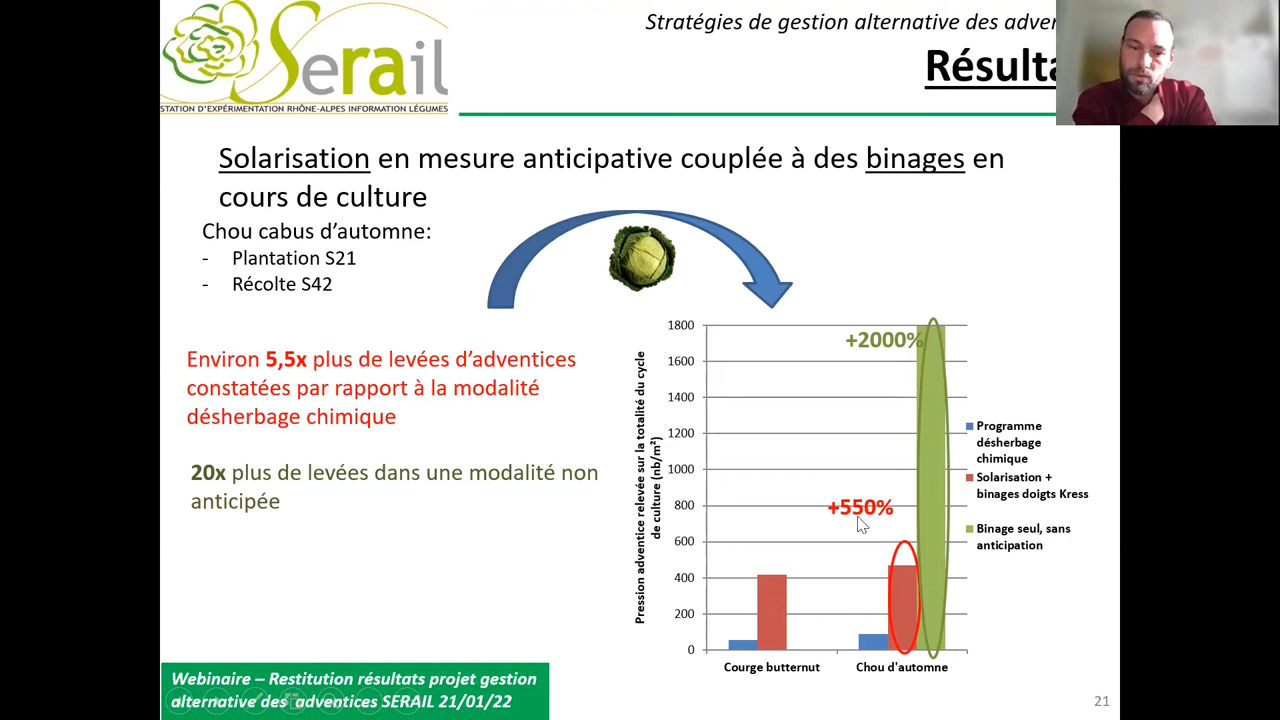 Serail
STATION D'EXPÉRIMENTATION RHÔNE-ALPES INFORMATION LÉGUMES
Stratégies de gestion alternative des adven
Résulta
Solarisation en mesure anticipative couplée à des binages en
cours de culture
Chou cabus d'automne:
- Plantation S21
- Récolte S42
Environ 5,5x plus de levées d'adventices
constatées par rapport à la modalité
désherbage chimique
20x plus de levées dans une modalité non
anticipée
Pression adventice relevée sur la totalité du cycle
de culture (nb/m²)
1800
1600
1400
1200
1000
800
600
400
200
0
+2000%
+550%
Courge butternut
Chou d'automne
Programme
désherbage
chimique
Solarisation +
binages doigts Kress
Binage seul, sans
anticipation
Webinaire – Restitution résultats projet gestion
alternative des adventices SERAIL 21/01/22
21